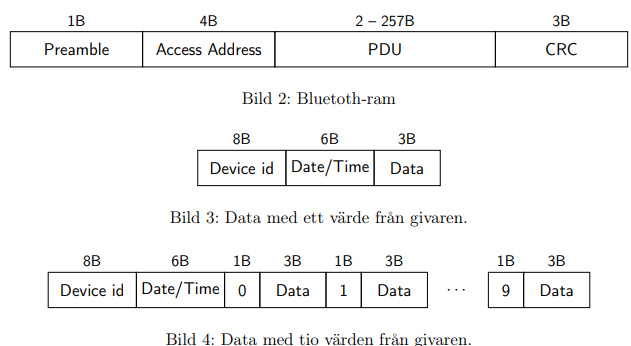 1B 4B 2 – 257B 3B
Preamble Access Address PDU CRC
Bild 2: Bluetoth-ram
8B 6B 3B
Device id Date/Time Data
Bild 3: Data med ett värde från givaren.
8B 6B 1B 3B 1B 3B 1B 3B
Device id Date/Time 0 Data 1 Data ... 9 Data
Bild 4: Data med tio värden från givaren.